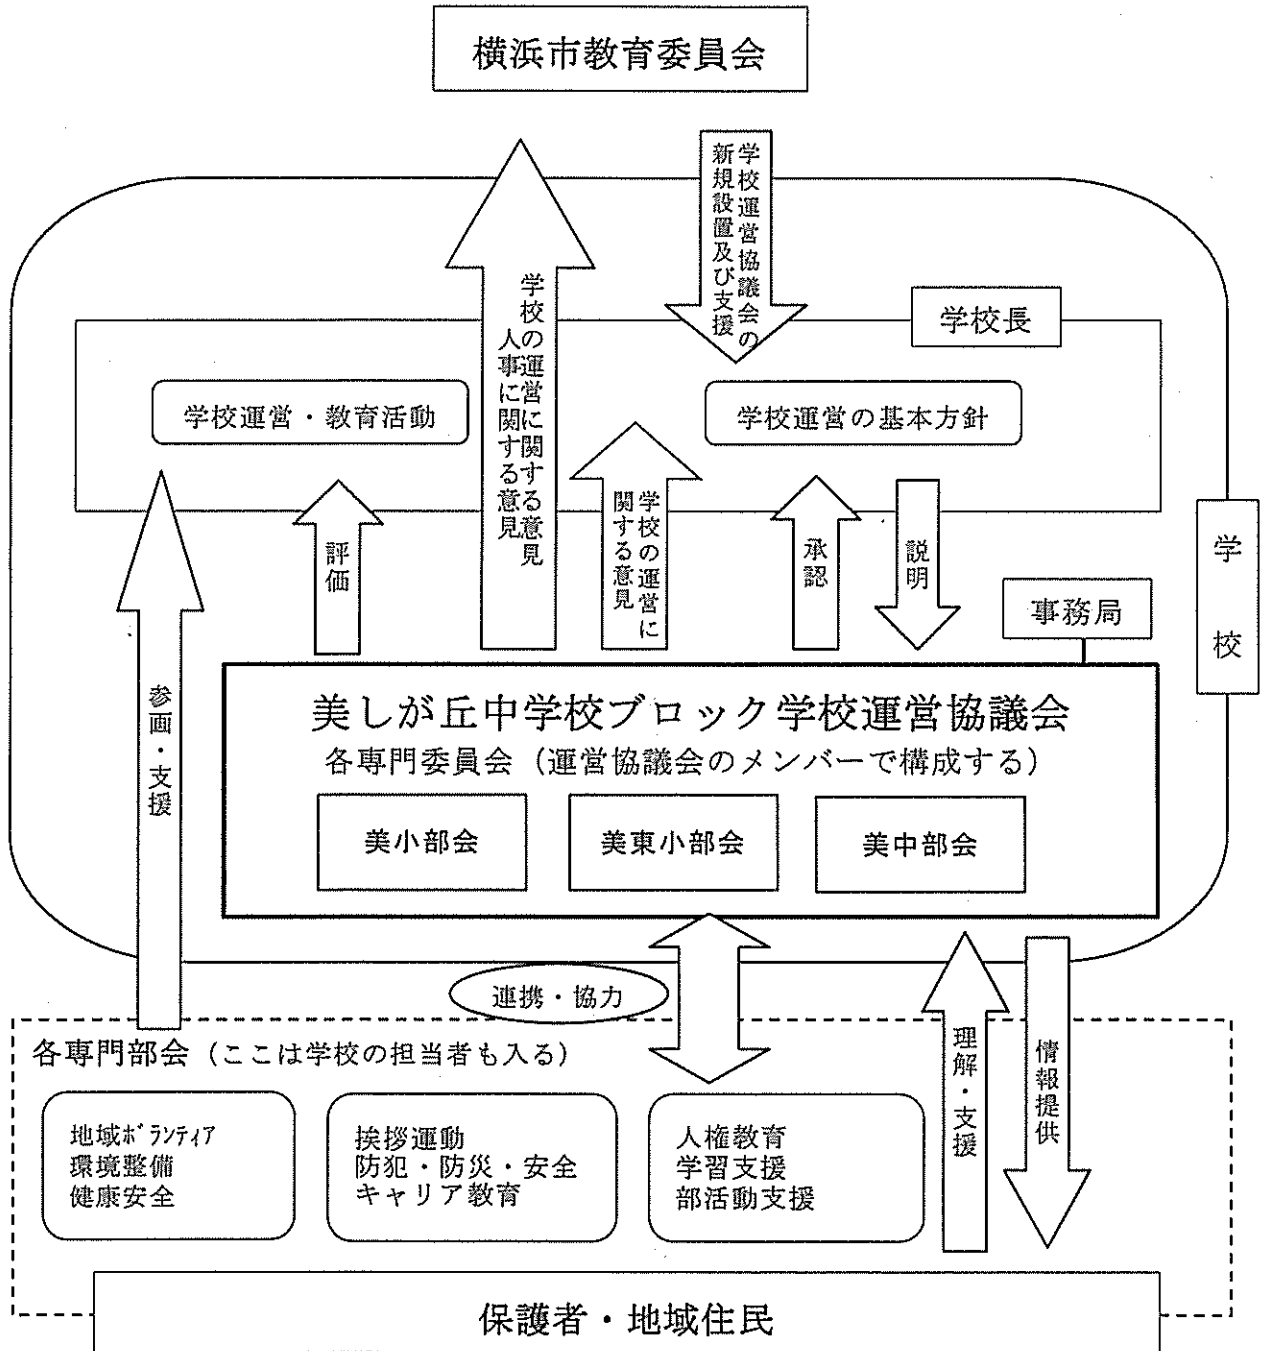 横浜市教育委員会
学校運営協議会の
新規設置及び支援
学校の運営に関する意見
人事に関する意見
学校長
学校運営・教育活動
学校運営の基本方針
学校の運営に
関する意見
評価
承認
説明
学校
事務局
参画・支援
美しが丘中学校ブロック学校運営協議会
各専門委員会（運営協議会のメンバーで構成する）
美小部会
美東小部会
美中部会
連携・協力
理解・支援
情報提供
各専門部会（ここは学校の担当者も入る）
地域ﾎﾞﾗﾝﾃｨｱ
環境整備
健康安全
挨拶運動
防犯・防災・安全
キャリア教育
人権教育
学習支援
部活動支援
保護者・地域住民